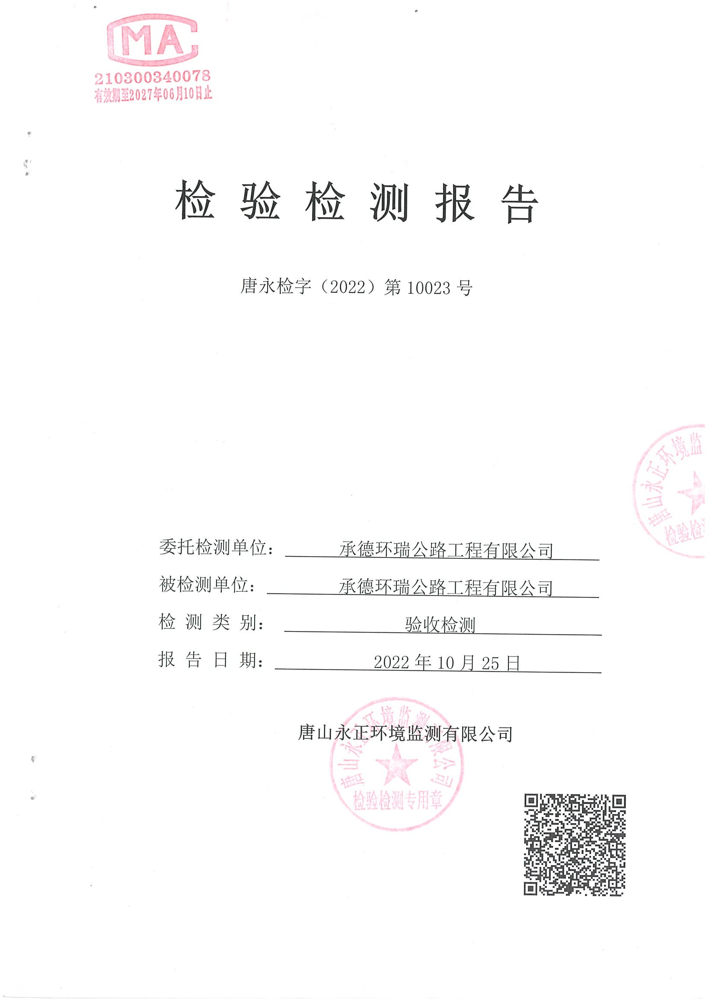 MA
210300340078
有效期至2027年06月10日止
检验检测报告
唐永检字（2022）第 10023 号
唐山永正环境监
检验检
委托检测单位： 承德环瑞公路工程有限公司
被检测单位： 承德环瑞公路工程有限公司
检 测 类 别： 验收检测
报 告 日 期： 2022 年 10 月 25 日
唐山永正环境监测有限公司
唐山永正环境监测有限公司
检验检测专用章